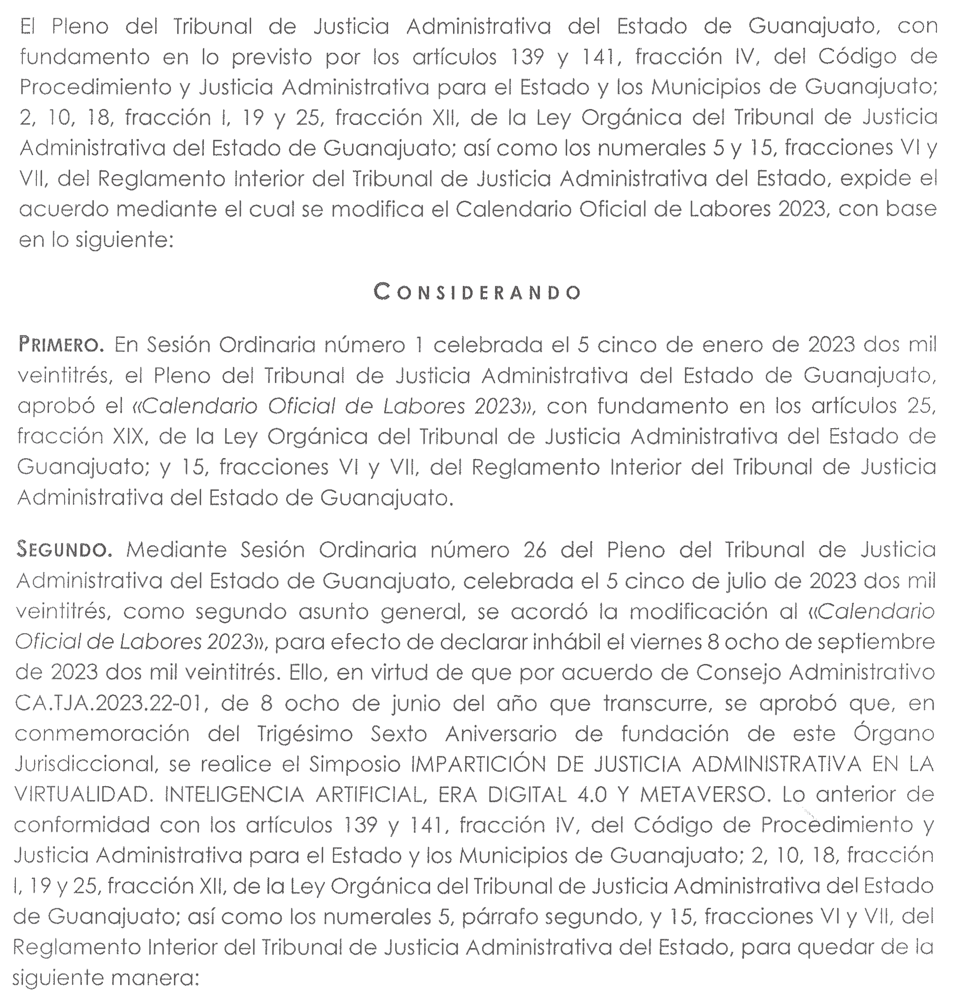 El Pleno del Tribunal de Justicia Administrativa del Estado de Guanajuato, con
fundamento en lo previsto por los artículos 139 y 141, fracción IV, del Código de
Procedimiento y Justicia Administrativa para el Estado y los Municipios de Guanajuato;
2, 10, 18, fracción I, 19 y 25, fracción XII, de la Ley Orgánica del Tribunal de Justicia
Administrativa del Estado de Guanajuato; así como los numerales 5 y 15, fracciones VI y
VII, del Reglamento Interior del Tribunal de Justicia Administrativa del Estado, expide el
acuerdo mediante el cual se modifica el Calendario Oficial de Labores 2023, con base
en lo siguiente:
CONSIDERANDO
PRIMERO. En Sesión Ordinaria número 1 celebrada el 5 cinco de enero de 2023 dos mil
veintitrés, el Pleno del Tribunal de Justicia Administrativa del Estado de Guanajuato,
aprobó el «Calendario Oficial de Labores 2023», con fundamento en los artículos 25,
fracción XIX, de la Ley Orgánica del Tribunal de Justicia Administrativa del Estado de
Guanajuato; y 15, fracciones VI y VII, del Reglamento Interior del Tribunal de Justicia
Administrativa del Estado de Guanajuato.
SEGUNDO. Mediante Sesión Ordinaria número 26 del Pleno del Tribunal de Justicia
Administrativa del Estado de Guanajuato, celebrada el 5 cinco de julio de 2023 dos mil
veintitrés, como segundo asunto general, se acordó la modificación al «Calendario
Oficial de Labores 2023», para efecto de declarar inhábil el viernes 8 ocho de septiembre
de 2023 dos mil veintitrés. Ello, en virtud de que por acuerdo de Consejo Administrativo
CA.TJA.2023.22-01, de 8 ocho de junio del año que transcurre, se aprobó que, en
conmemoración del Trigésimo Sexto Aniversario de fundación de este Órgano
Jurisdiccional, se realice el Simposio IMPARTICIÓN DE JUSTICIA ADMINISTRATIVA EN LA
VIRTUALIDAD. INTELIGENCIA ARTIFICIAL, ERA DIGITAL 4.0 Y METAVERSO. Lo anterior de
conformidad con los artículos 139 y 141, fracción IV, del Código de Procedimiento y
Justicia Administrativa para el Estado y los Municipios de Guanajuato; 2, 10, 18, fracción
I, 19 y 25, fracción XII, de la Ley Orgánica del Tribunal de Justicia Administrativa del Estado
de Guanajuato; así como los numerales 5, párrafo segundo, y 15, fracciones VI y VII, del
Reglamento Interior del Tribunal de Justicia Administrativa del Estado, para quedar de la
siguiente manera: